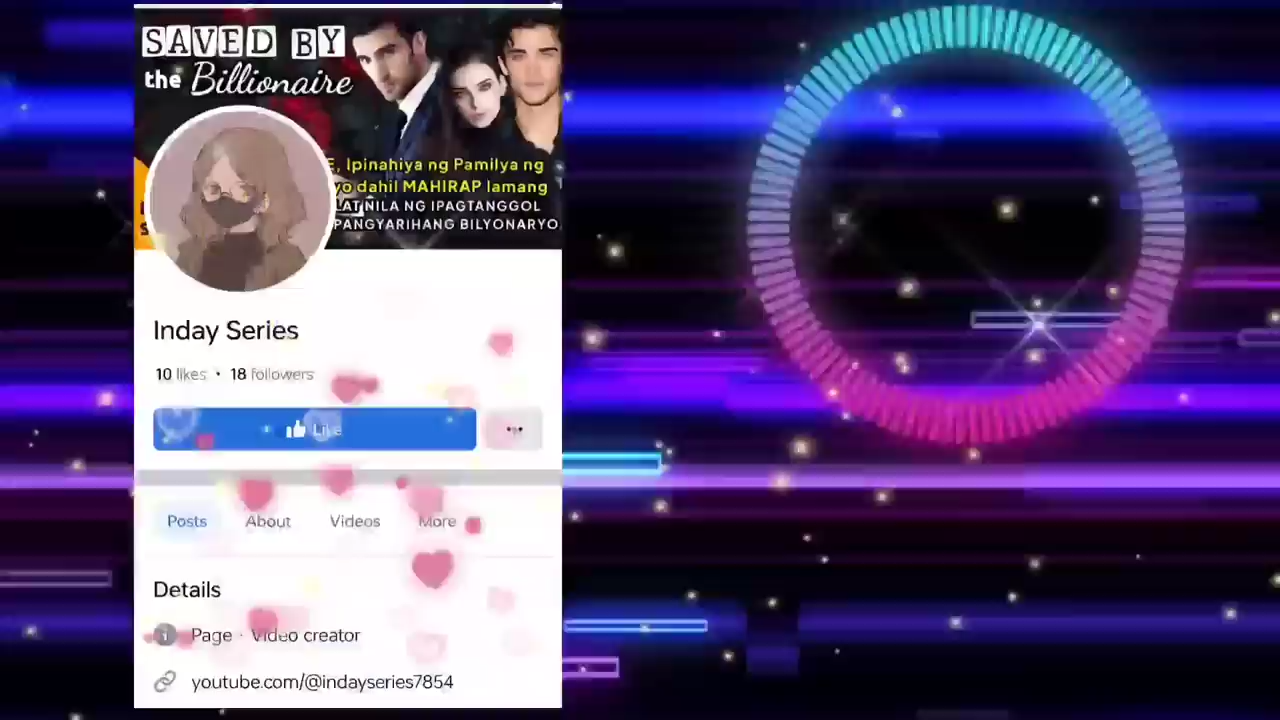 SAVED BY
the Billionaire
Ipinahiya ng Pamilya ng
dahil MAHIRAP lamang
NILA NG IPAGTANGGOL
PANGYARIHANG BILYONARYO
Inday Series
10 likes · 18 followers
Like
Posts About Videos More
Details
Page · Video creator
youtube.com/@indayseries7854